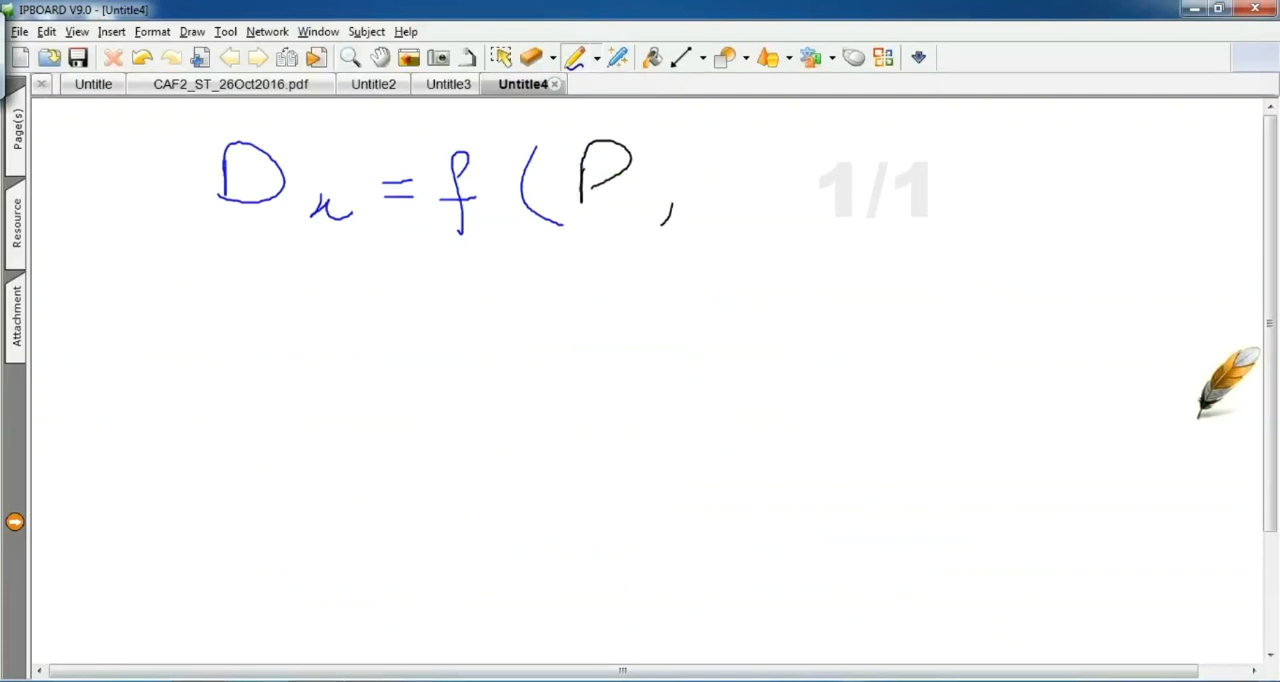 IPBOARD V9.0 - [Untitle4]
File Edit View Insert Format Draw Tool Network Window Subject Help
Untitle CAF2_ST_26Oct2016.pdf Untitle2 Untitle3 Untitle4
Page(s)
Resource
Attachment
D x = f ( P ,
1/1